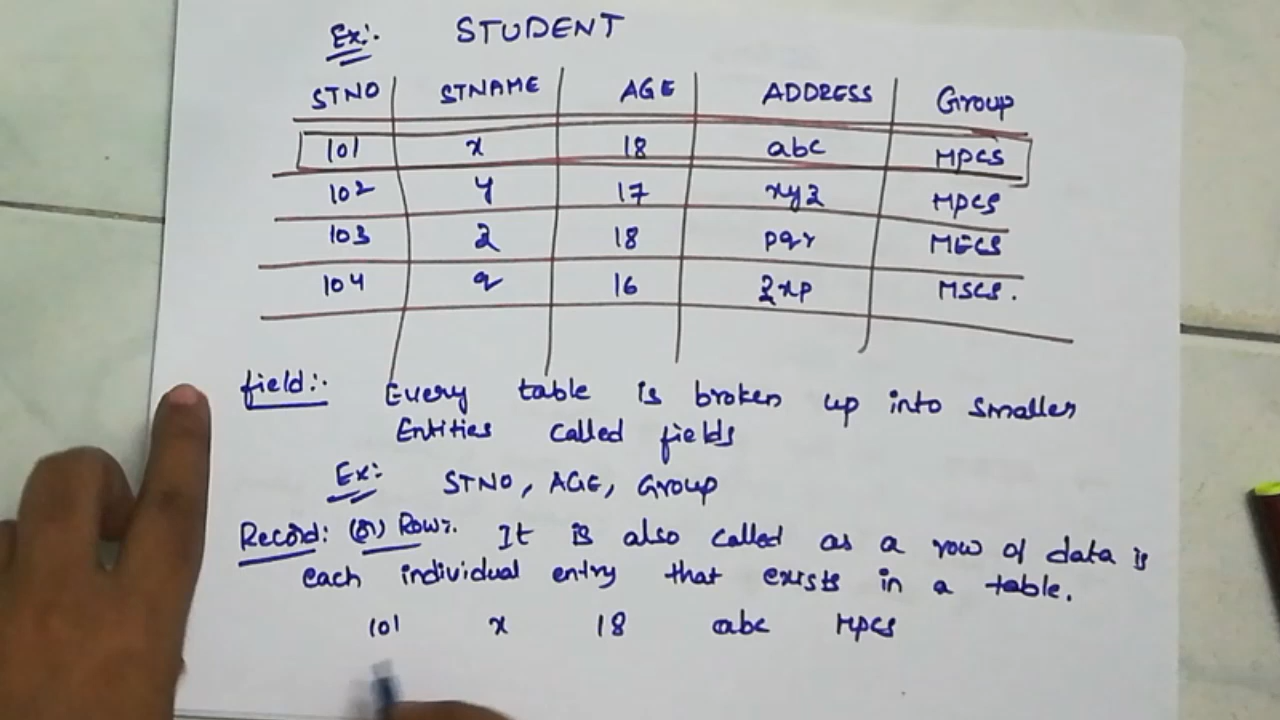 Ex:- STUDENT
STNO STNAME AGE ADDRESS Group
101 x 18 abc MPCS
102 y 17 xyz MPCS
103 z 18 pqr MECS
104 q 16 zxp MSCS.
field:- Every table is broken up into smaller
Entities called fields
Ex:- STNO, AGE, Group
Record: (or) Row:- It is also called as a row of data is
each individual entry that exists in a table.
101 x 18 abc MPCS